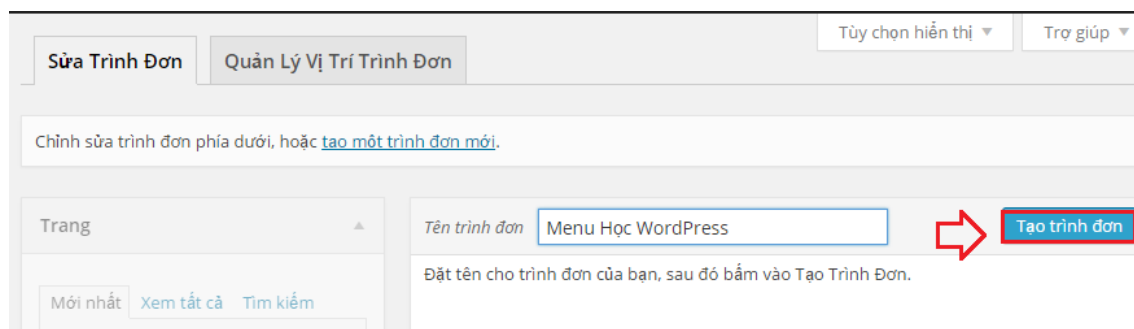 Tùy chọn hiển thị Trợ giúp
Sửa Trình Đơn Quản Lý Vị Trí Trình Đơn
Chỉnh sửa trình đơn phía dưới, hoặc tạo một trình đơn mới.
Trang
Tên trình đơn Menu Học WordPress Tạo trình đơn
Đặt tên cho trình đơn của bạn, sau đó bấm vào Tạo Trình Đơn.
Mới nhất Xem tất cả Tìm kiếm